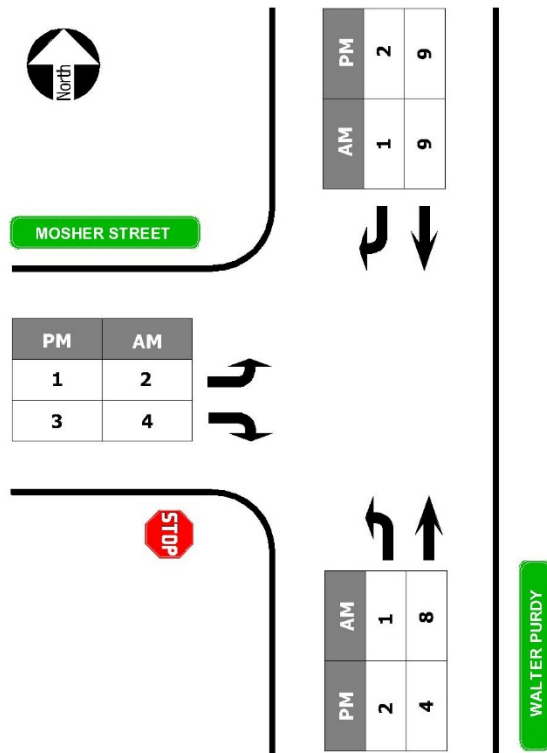 North
AM PM
1 2
9 9
MOSHER STREET
PM AM
1 2
3 4
STOP
PM AM
2 1
4 8
WALTER PURDY